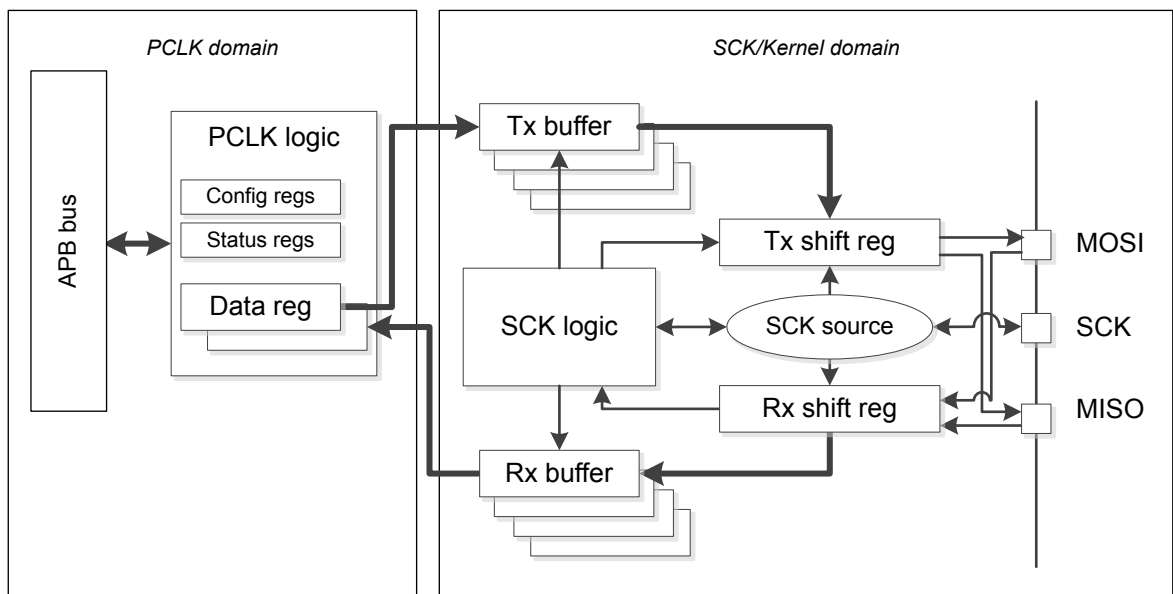 PCLK domain
SCK/Kernel domain
APB bus
PCLK logic
Config regs
Status regs
Data reg
Tx buffer
Tx shift reg
SCK logic
SCK source
Rx shift reg
Rx buffer
MOSI
SCK
MISO